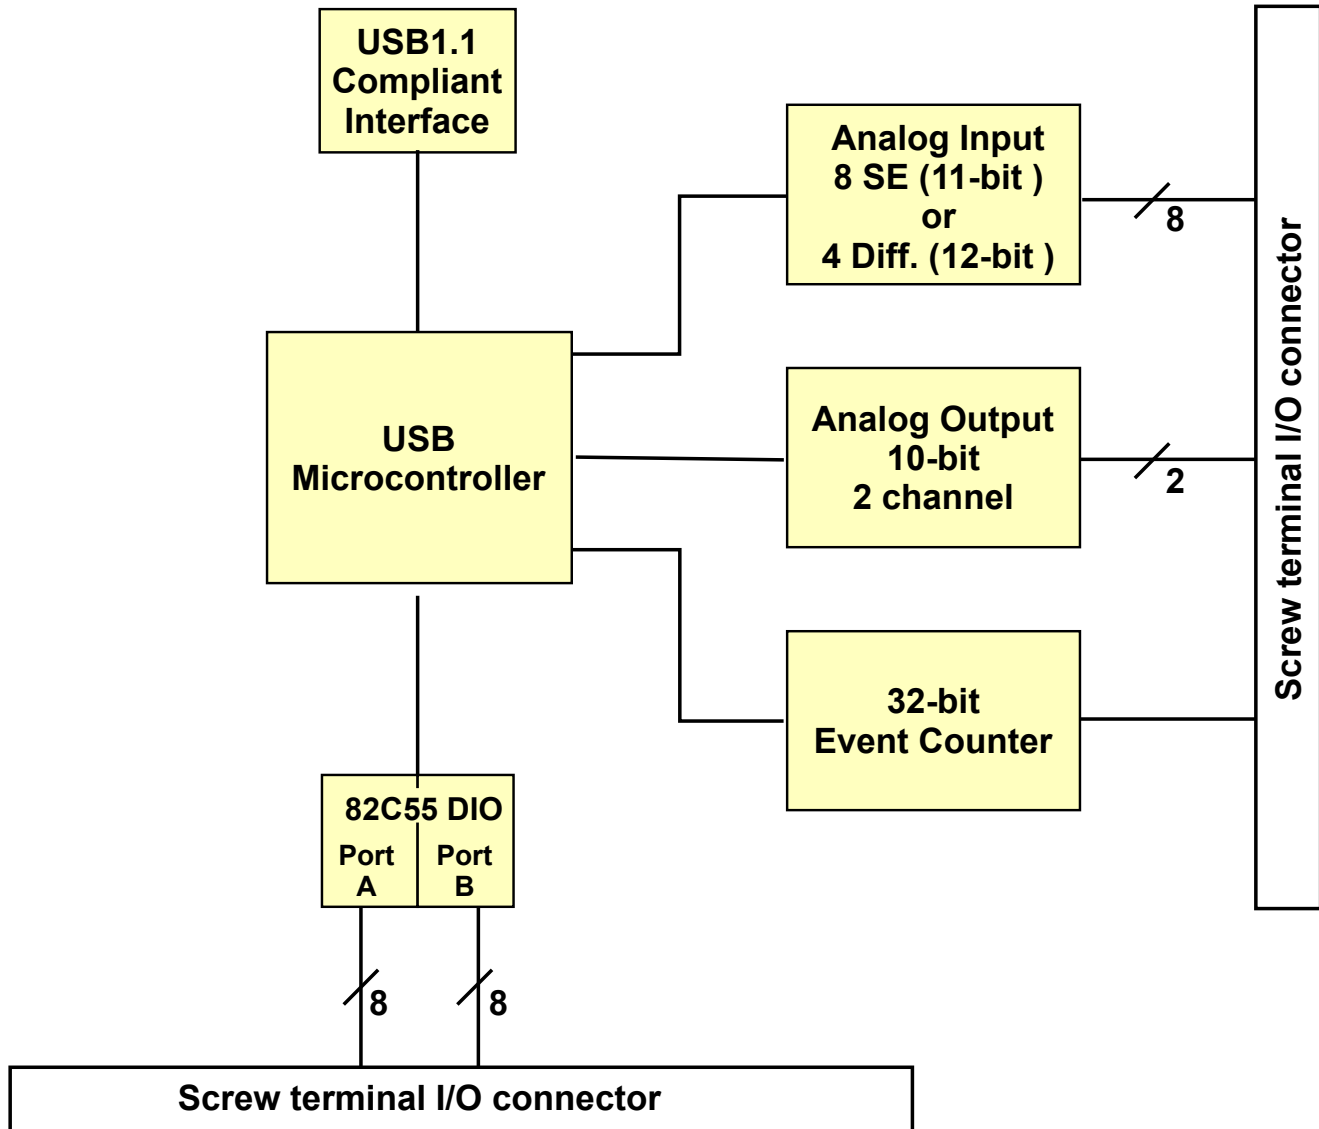 USB1.1
Compliant
Interface
Analog Input
8 SE (11-bit )
or
4 Diff. (12-bit )
8
USB
Microcontroller
Analog Output
10-bit
2 channel
2
Screw terminal I/O connector
32-bit
Event Counter
82C55 DIO
Port
A
Port
B
8
8
Screw terminal I/O connector